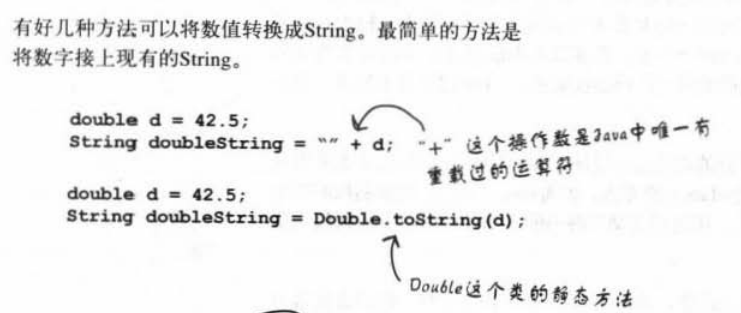 有好几种方法可以将数值转换成String。最简单的方法是
将数字接上现有的String。
double d = 42.5;
String doubleString = "" + d;
"+" 这个操作数是Java中唯一有
重载过的运算符
double d = 42.5;
String doubleString = Double.toString(d);
Double这个类的静态方法